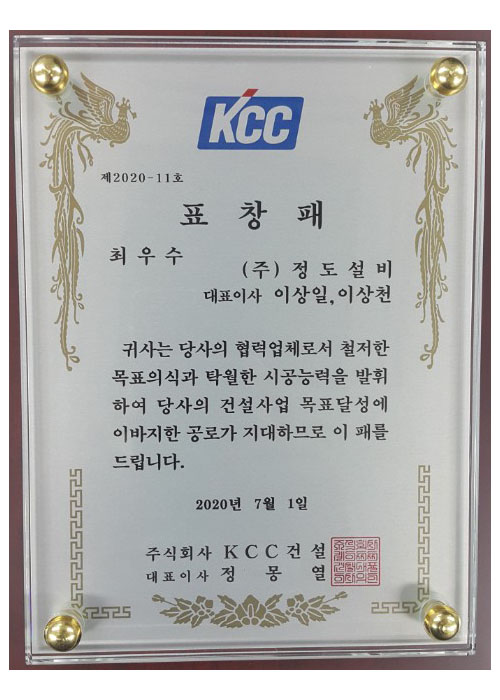 KCC
제2020-11호
표 창 패
최 우 수
(주) 정 도 설 비
대표이사 이상일,이상천
귀사는 당사의 협력업체로서 철저한
목표의식과 탁월한 시공능력을 발휘
하여 당사의 건설사업 목표달성에
이바지한 공로가 지대하므로 이 패를
드립니다.
2020년 7월 1일
주식회사 KCC건설
대표이사 정 몽 열